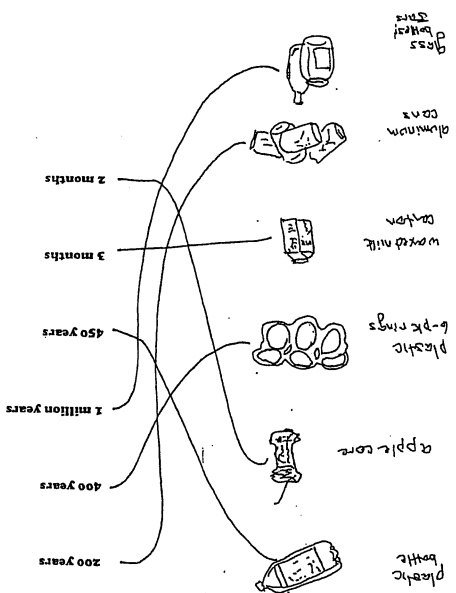 plastic
bottle
200 years
apple core
400 years
1 million years
plastic
6-pk rings
450 years
waxed milk
carton
3 months
2 months
aluminum
cans
glass
bottles/
Jars